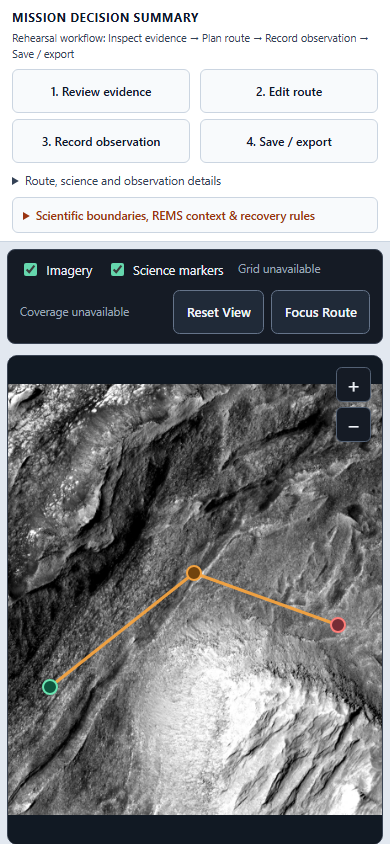 MISSION DECISION SUMMARY
Rehearsal workflow: Inspect evidence → Plan route → Record observation →
Save / export
1. Review evidence
2. Edit route
3. Record observation
4. Save / export
▶ Route, science and observation details
▶ Scientific boundaries, REMS context & recovery rules
Imagery
Science markers
Grid unavailable
Coverage unavailable
Reset View
Focus Route
+
−